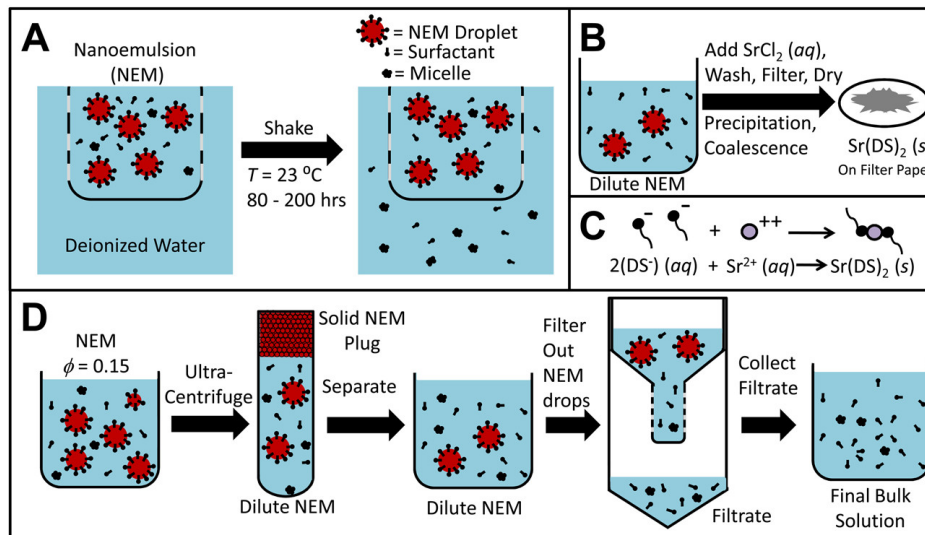 A
Nanoemulsion
(NEM)
Shake
T = 23 °C
80 - 200 hrs
Deionized Water
= NEM Droplet
= Surfactant
= Micelle
B
Dilute NEM
Add SrCl₂ (aq),
Wash, Filter, Dry
Precipitation,
Coalescence
Sr(DS)₂ (s)
On Filter Pape
C
− − + ++
2(DS⁻) (aq) + Sr²⁺ (aq) Sr(DS)₂ (s)
D
NEM
ϕ = 0.15
Ultra-
Centrifuge
Solid NEM
Plug
Dilute NEM
Separate
Dilute NEM
Filter
Out
NEM
drops
Filtrate
Collect
Filtrate
Final Bulk
Solution